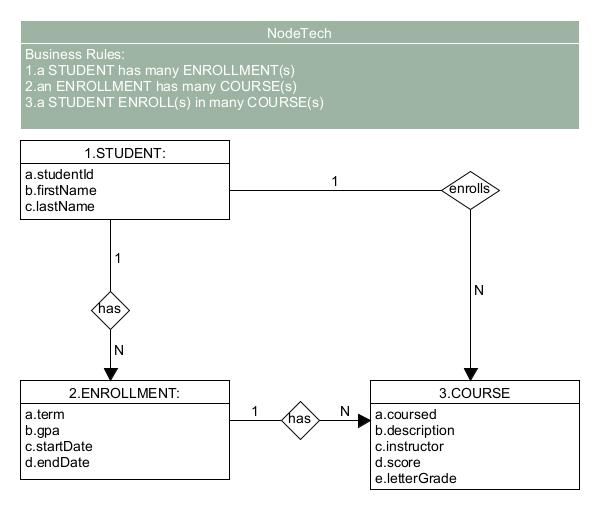 NodeTech
Business Rules:
1.a STUDENT has many ENROLLMENT(s)
2.an ENROLLMENT has many COURSE(s)
3.a STUDENT ENROLL(s) in many COURSE(s)
1.STUDENT:
a.studentId
b.firstName
c.lastName
1
enrolls
1
N
has
N
2.ENROLLMENT:
a.term
b.gpa
c.startDate
d.endDate
1
has
N
3.COURSE
a.coursed
b.description
c.instructor
d.score
e.letterGrade